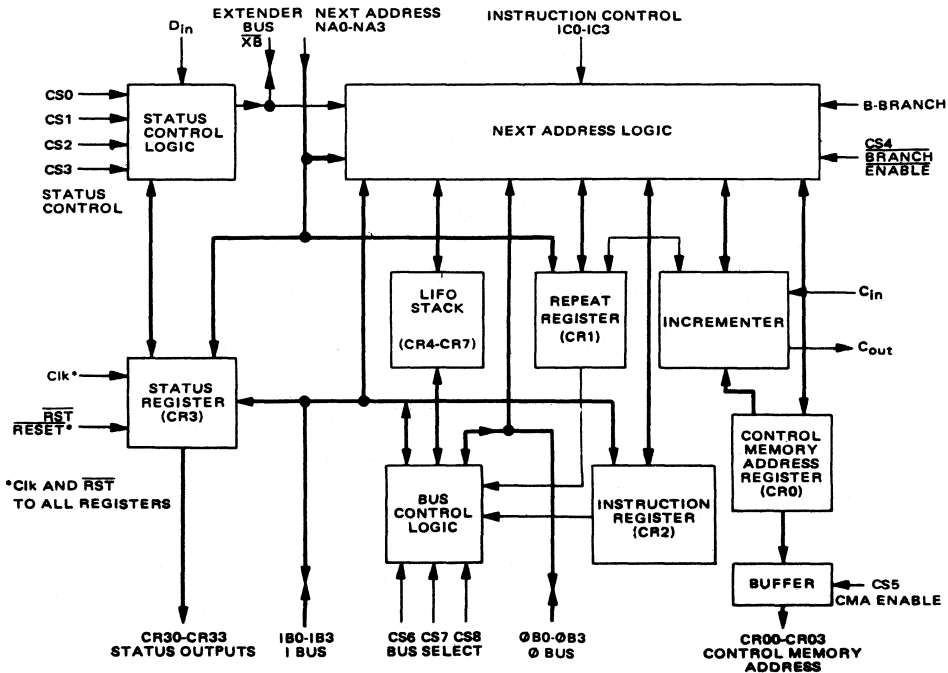 EXTENDER
BUS
XB
NEXT ADDRESS
NA0-NA3
INSTRUCTION CONTROL
IC0-IC3
Din
CS0
CS1
CS2
CS3
STATUS
CONTROL
LOGIC
STATUS
CONTROL
NEXT ADDRESS LOGIC
B-BRANCH
CS4
BRANCH
ENABLE
LIFO
STACK
(CR4-CR7)
REPEAT
REGISTER
(CR1)
INCREMENTER
Cin
Cout
Clk*
RST
RESET*
STATUS
REGISTER
(CR3)
*Clk AND RST
TO ALL REGISTERS
BUS
CONTROL
LOGIC
INSTRUCTION
REGISTER
(CR2)
CONTROL
MEMORY
ADDRESS
REGISTER
(CR0)
BUFFER
CS5
CMA ENABLE
CR30-CR33
STATUS OUTPUTS
IB0-IB3
I BUS
CS6 CS7 CS8
BUS SELECT
ØB0-ØB3
Ø BUS
CR00-CR03
CONTROL MEMORY
ADDRESS